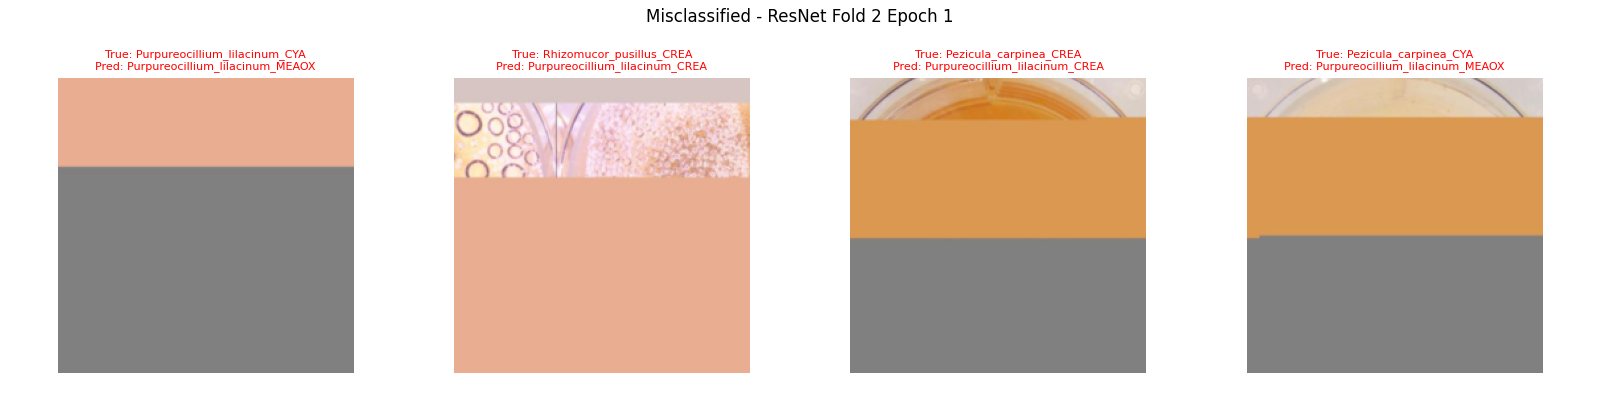 Misclassified - ResNet Fold 2 Epoch 1
True: Purpureocillium_lilacinum_CYA
Pred: Purpureocillium_lilacinum_MEAOX
True: Rhizomucor_pusillus_CREA
Pred: Purpureocillium_lilacinum_CREA
True: Pezicula_carpinea_CREA
Pred: Purpureocillium_lilacinum_CREA
True: Pezicula_carpinea_CYA
Pred: Purpureocillium_lilacinum_MEAOX